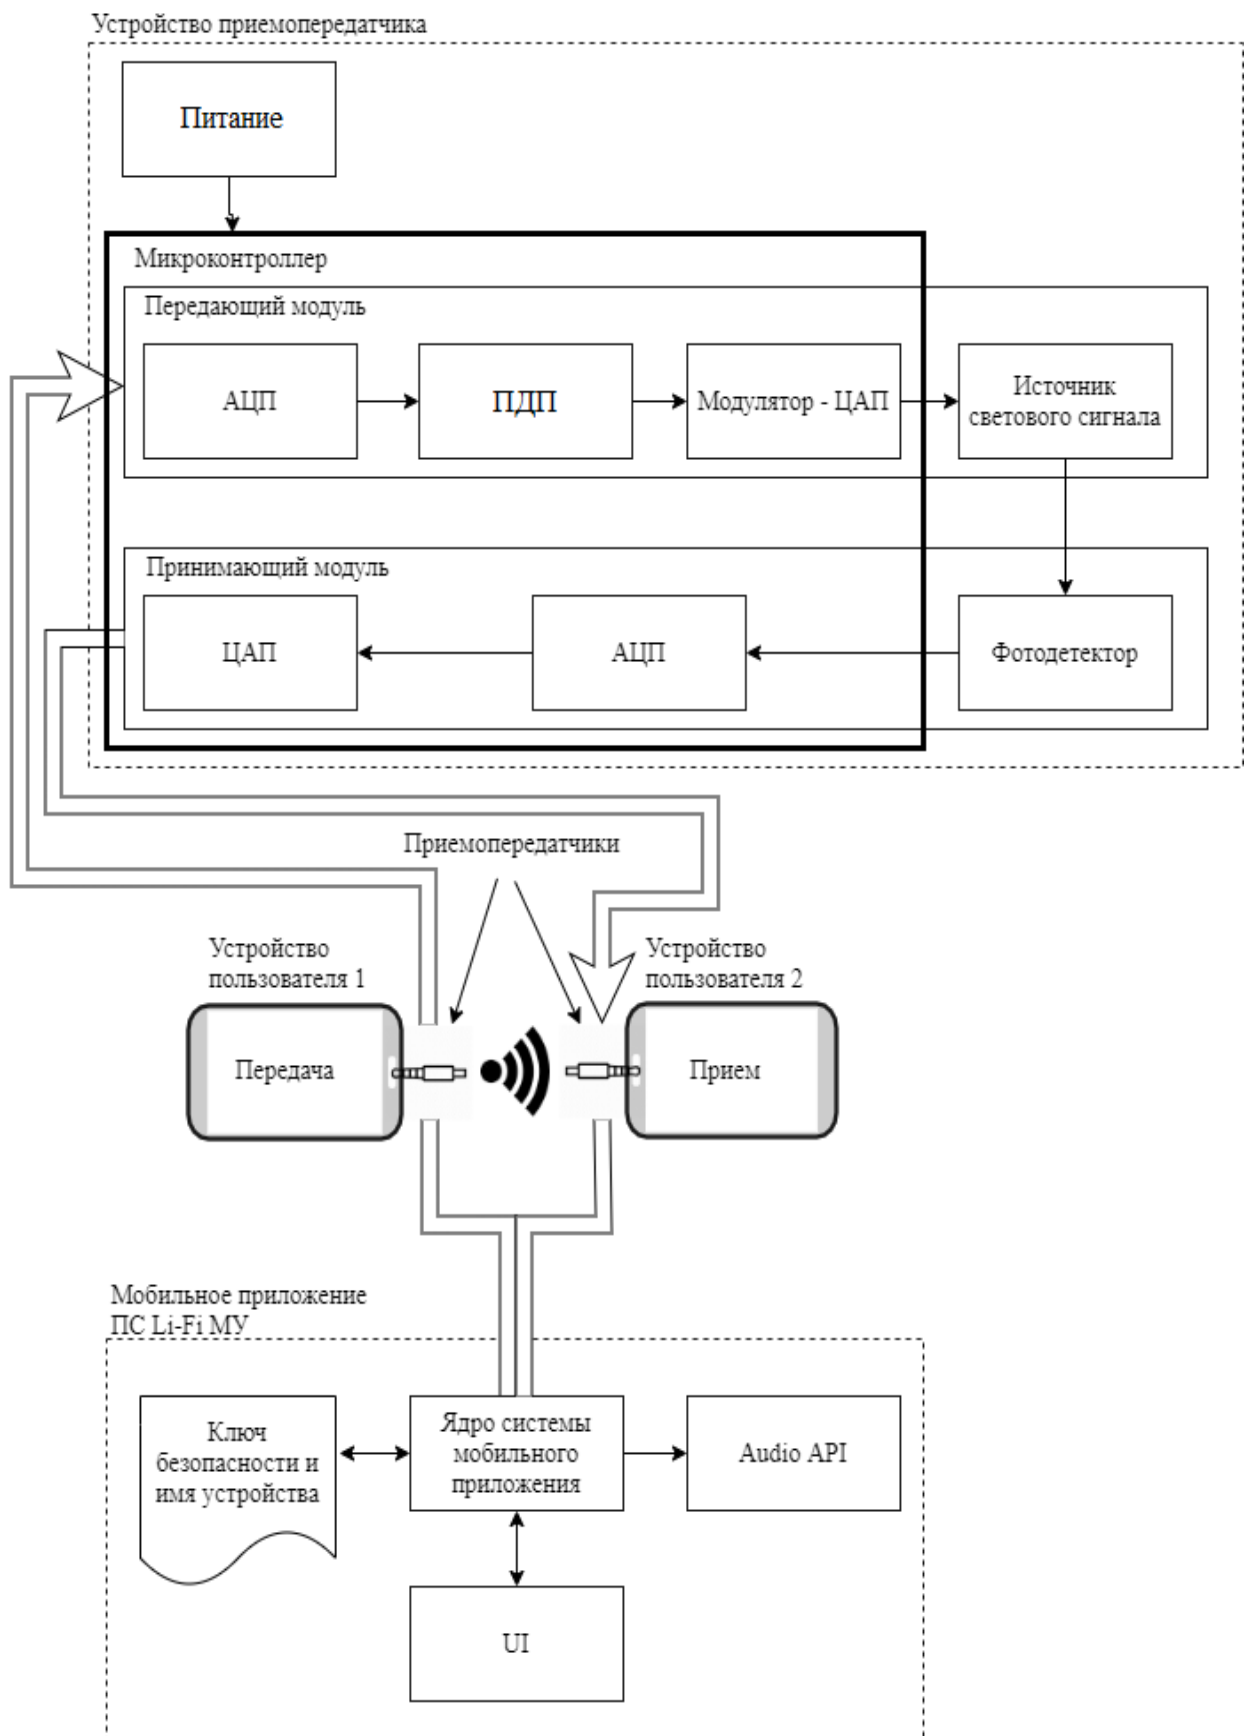 Устройство приемопередатчика
Питание
Микроконтроллер
Передающий модуль
АЦП
ПДП
Модулятор - ЦАП
Источник
светового сигнала
Принимающий модуль
ЦАП
АЦП
Фотодетектор
Приемопередатчики
Устройство
пользователя 1
Устройство
пользователя 2
Передача
Прием
Мобильное приложение
ПС Li-Fi МУ
Ключ
безопасности и
имя устройства
Ядро системы
мобильного
приложения
Audio API
UI